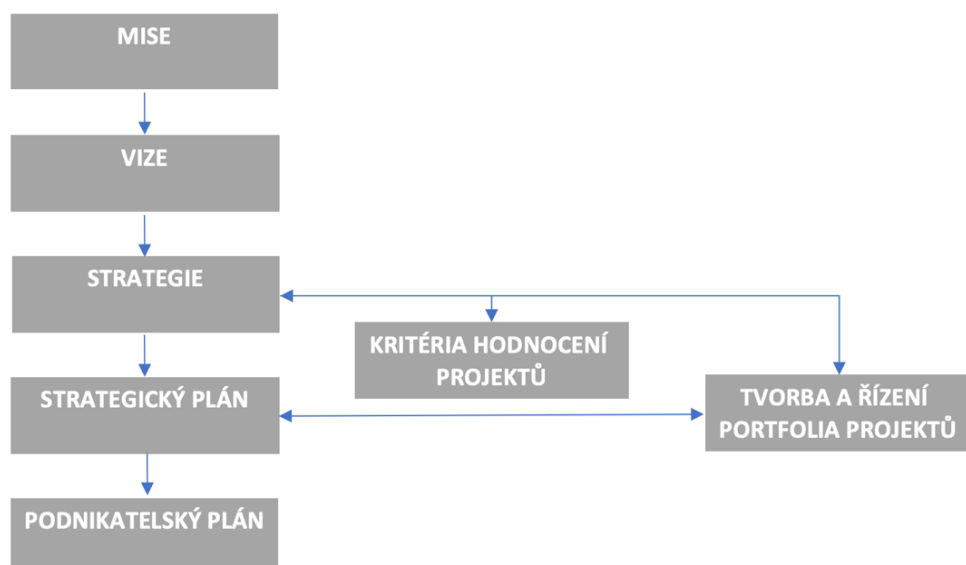 MISE
VIZE
STRATEGIE
KRITÉRIA HODNOCENÍ
PROJEKTŮ
STRATEGICKÝ PLÁN
TVORBA A ŘÍZENÍ
PORTFOLIA PROJEKTŮ
PODNIKATELSKÝ PLÁN